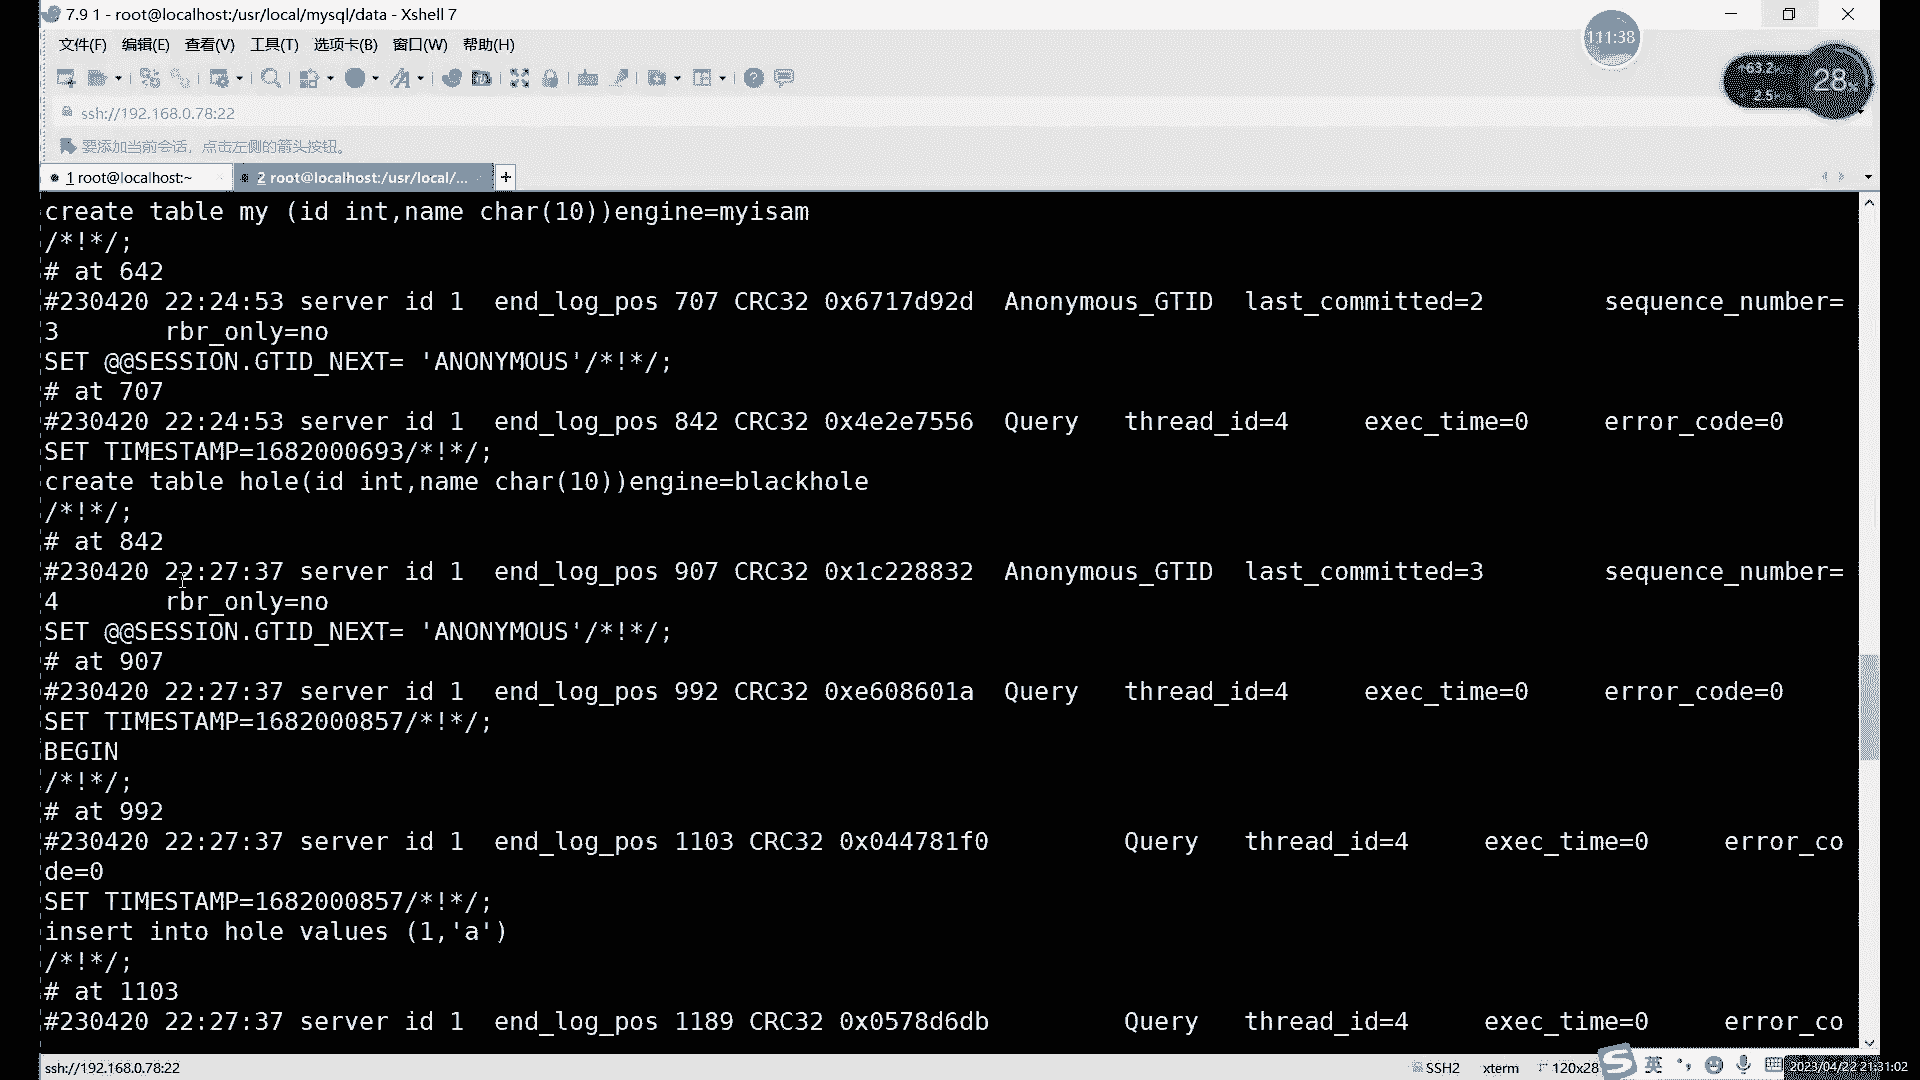 7.9 1 - root@localhost:/usr/local/mysql/data - Xshell 7
111:38
文件(F) 编辑(E) 查看(V) 工具(T) 选项卡(B) 窗口(W) 帮助(H)
28%
ssh://192.168.0.78:22
要添加当前会话，点击左侧的箭头按钮。
1 root@localhost:~
2 root@localhost:/usr/local/...
+
create table my (id int,name char(10))engine=myisam
/*!*/;
# at 642
#230420 22:24:53 server id 1  end_log_pos 707 CRC32 0x6717d92d  Anonymous_GTID  last_committed=2        sequence_number=
3       rbr_only=no
SET @@SESSION.GTID_NEXT= 'ANONYMOUS'/*!*/;
# at 707
#230420 22:24:53 server id 1  end_log_pos 842 CRC32 0x4e2e7556  Query   thread_id=4     exec_time=0     error_code=0
SET TIMESTAMP=1682000693/*!*/;
create table hole(id int,name char(10))engine=blackhole
/*!*/;
# at 842
#230420 22:27:37 server id 1  end_log_pos 907 CRC32 0x1c228832  Anonymous_GTID  last_committed=3        sequence_number=
4       rbr_only=no
SET @@SESSION.GTID_NEXT= 'ANONYMOUS'/*!*/;
# at 907
#230420 22:27:37 server id 1  end_log_pos 992 CRC32 0xe608601a  Query   thread_id=4     exec_time=0     error_code=0
SET TIMESTAMP=1682000857/*!*/;
BEGIN
/*!*/;
# at 992
#230420 22:27:37 server id 1  end_log_pos 1103 CRC32 0x044781f0         Query   thread_id=4     exec_time=0     error_co
de=0
SET TIMESTAMP=1682000857/*!*/;
insert into hole values (1,'a')
/*!*/;
# at 1103
#230420 22:27:37 server id 1  end_log_pos 1189 CRC32 0x0578d6db         Query   thread_id=4     exec_time=0     error_co
ssh://192.168.0.78:22
SSH2
xterm
120x28
英
2023/04/22 21:31:02